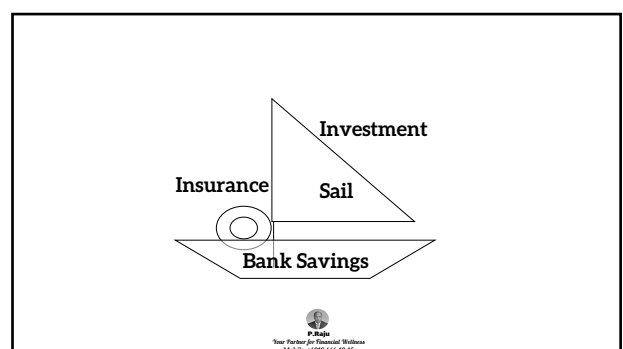 Investment
Insurance
Sail
Bank Savings
P.Raju
Your Partner for Financial Wellness